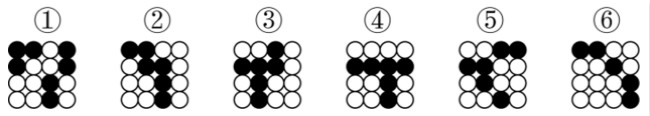 ① ② ③ ④ ⑤ ⑥